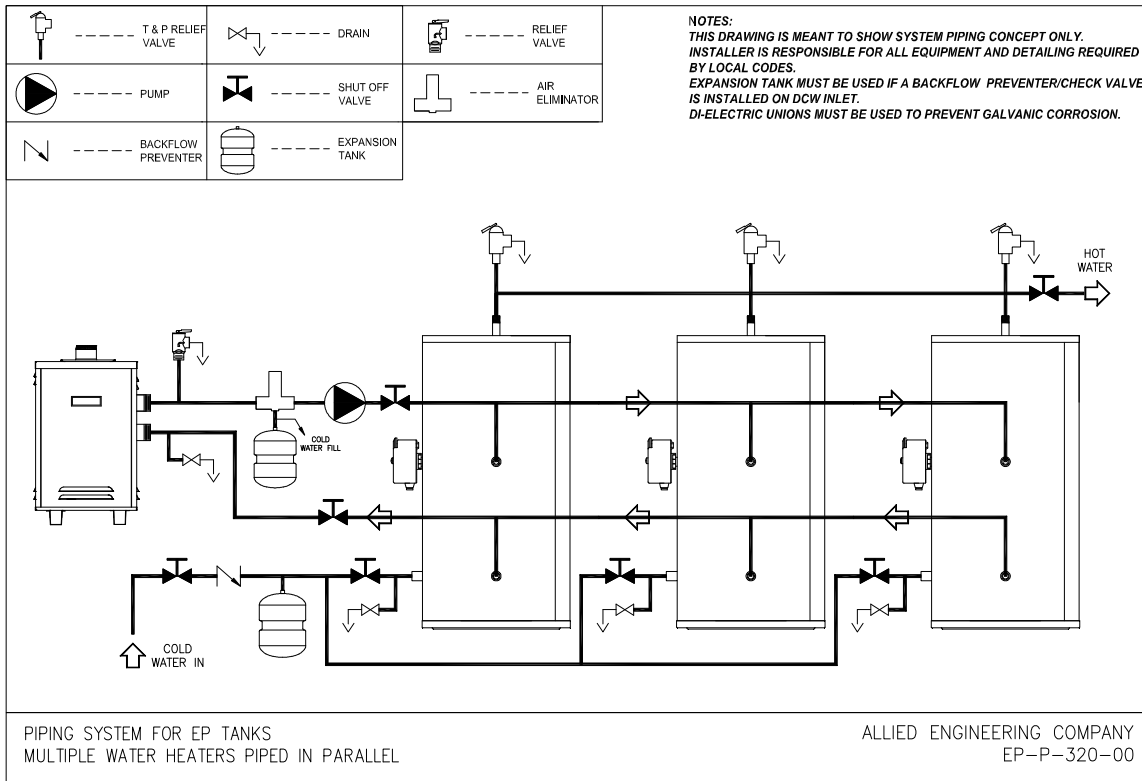 T & P RELIEF
VALVE
DRAIN
RELIEF
VALVE
PUMP
SHUT OFF
VALVE
AIR
ELIMINATOR
BACKFLOW
PREVENTER
EXPANSION
TANK
NOTES:
THIS DRAWING IS MEANT TO SHOW SYSTEM PIPING CONCEPT ONLY.
INSTALLER IS RESPONSIBLE FOR ALL EQUIPMENT AND DETAILING REQUIRED
BY LOCAL CODES.
EXPANSION TANK MUST BE USED IF A BACKFLOW PREVENTER/CHECK VALVE
IS INSTALLED ON DCW INLET.
DI-ELECTRIC UNIONS MUST BE USED TO PREVENT GALVANIC CORROSION.
HOT
WATER
COLD
WATER FILL
COLD
WATER IN
PIPING SYSTEM FOR EP TANKS
MULTIPLE WATER HEATERS PIPED IN PARALLEL
ALLIED ENGINEERING COMPANY
EP-P-320-00